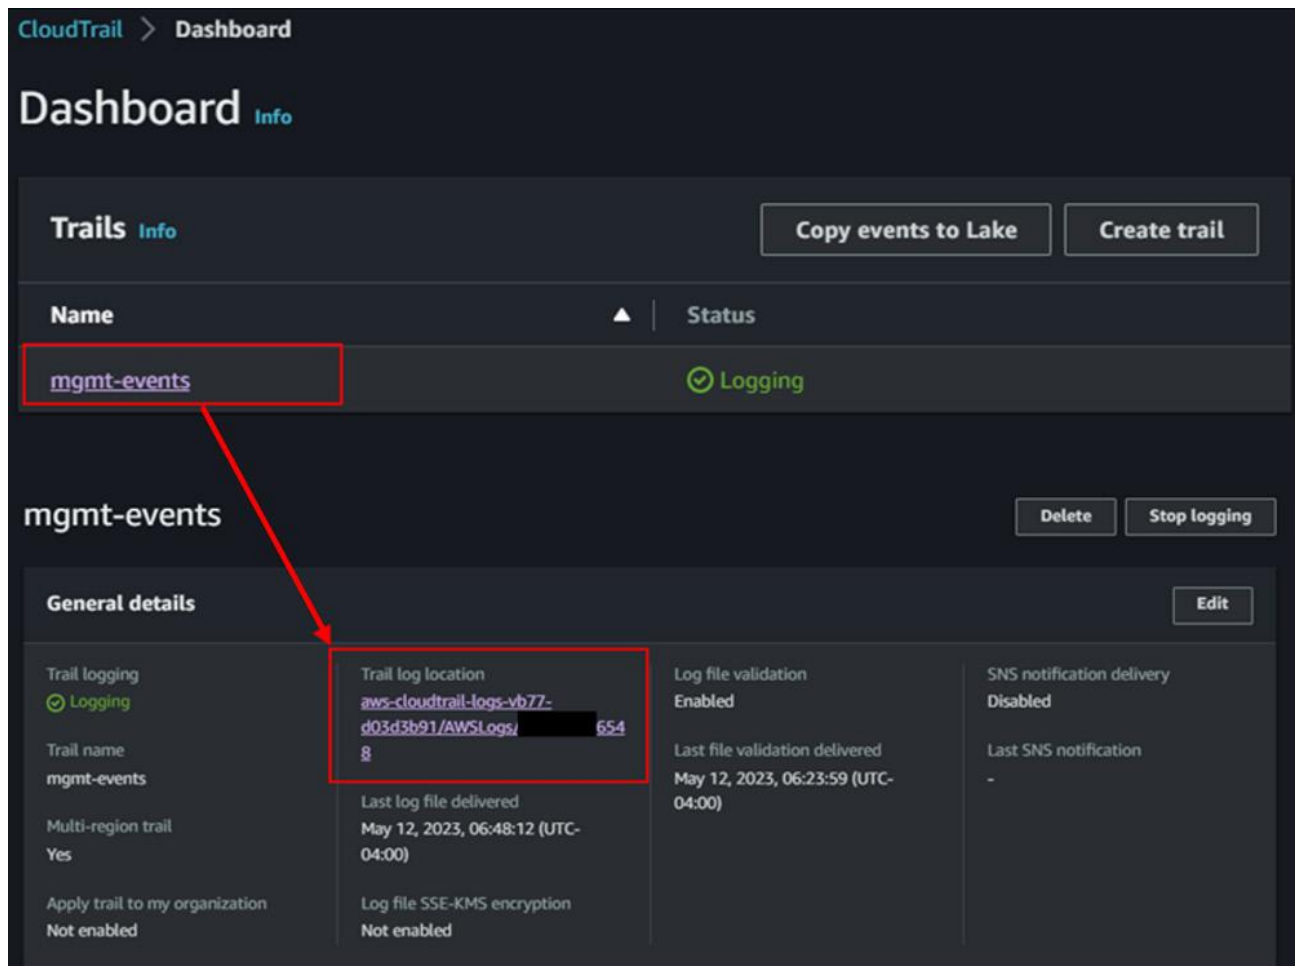 CloudTrail > Dashboard
Dashboard Info
Trails Info
Copy events to Lake
Create trail
Name
Status
mgmt-events
Logging
mgmt-events
Delete
Stop logging
General details
Edit
Trail logging
Logging
Trail name
mgmt-events
Multi-region trail
Yes
Apply trail to my organization
Not enabled
Trail log location
aws-cloudtrail-logs-vb77-
d03d3b91/AWSLogs/ 654
8
Last log file delivered
May 12, 2023, 06:48:12 (UTC-
04:00)
Log file SSE-KMS encryption
Not enabled
Log file validation
Enabled
Last file validation delivered
May 12, 2023, 06:23:59 (UTC-
04:00)
SNS notification delivery
Disabled
Last SNS notification
-